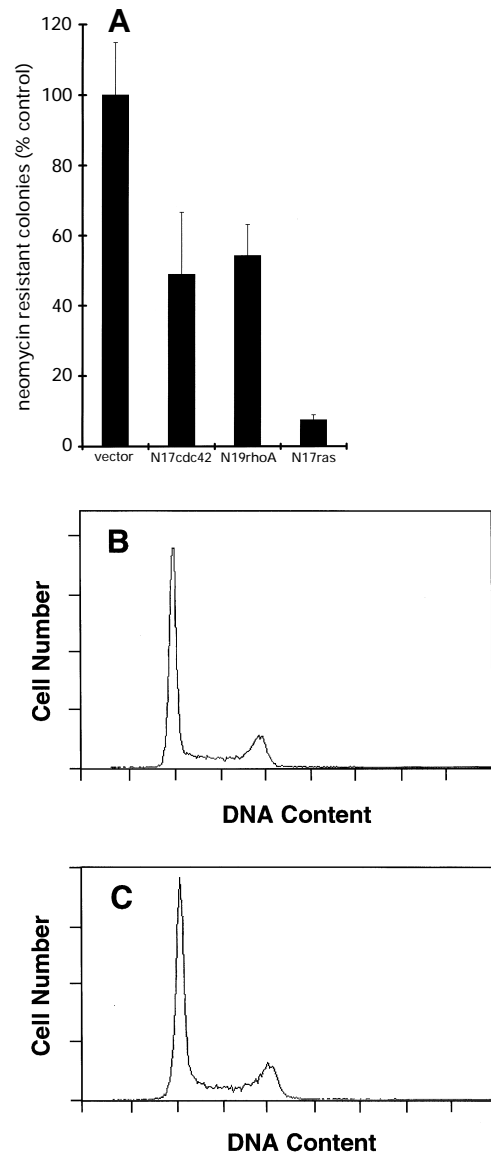 A
neomycin resistant colonies (% control)
120
100
80
60
40
20
0
vector N17cdc42 N19rhoA N17ras
B
Cell Number
DNA Content
C
Cell Number
DNA Content